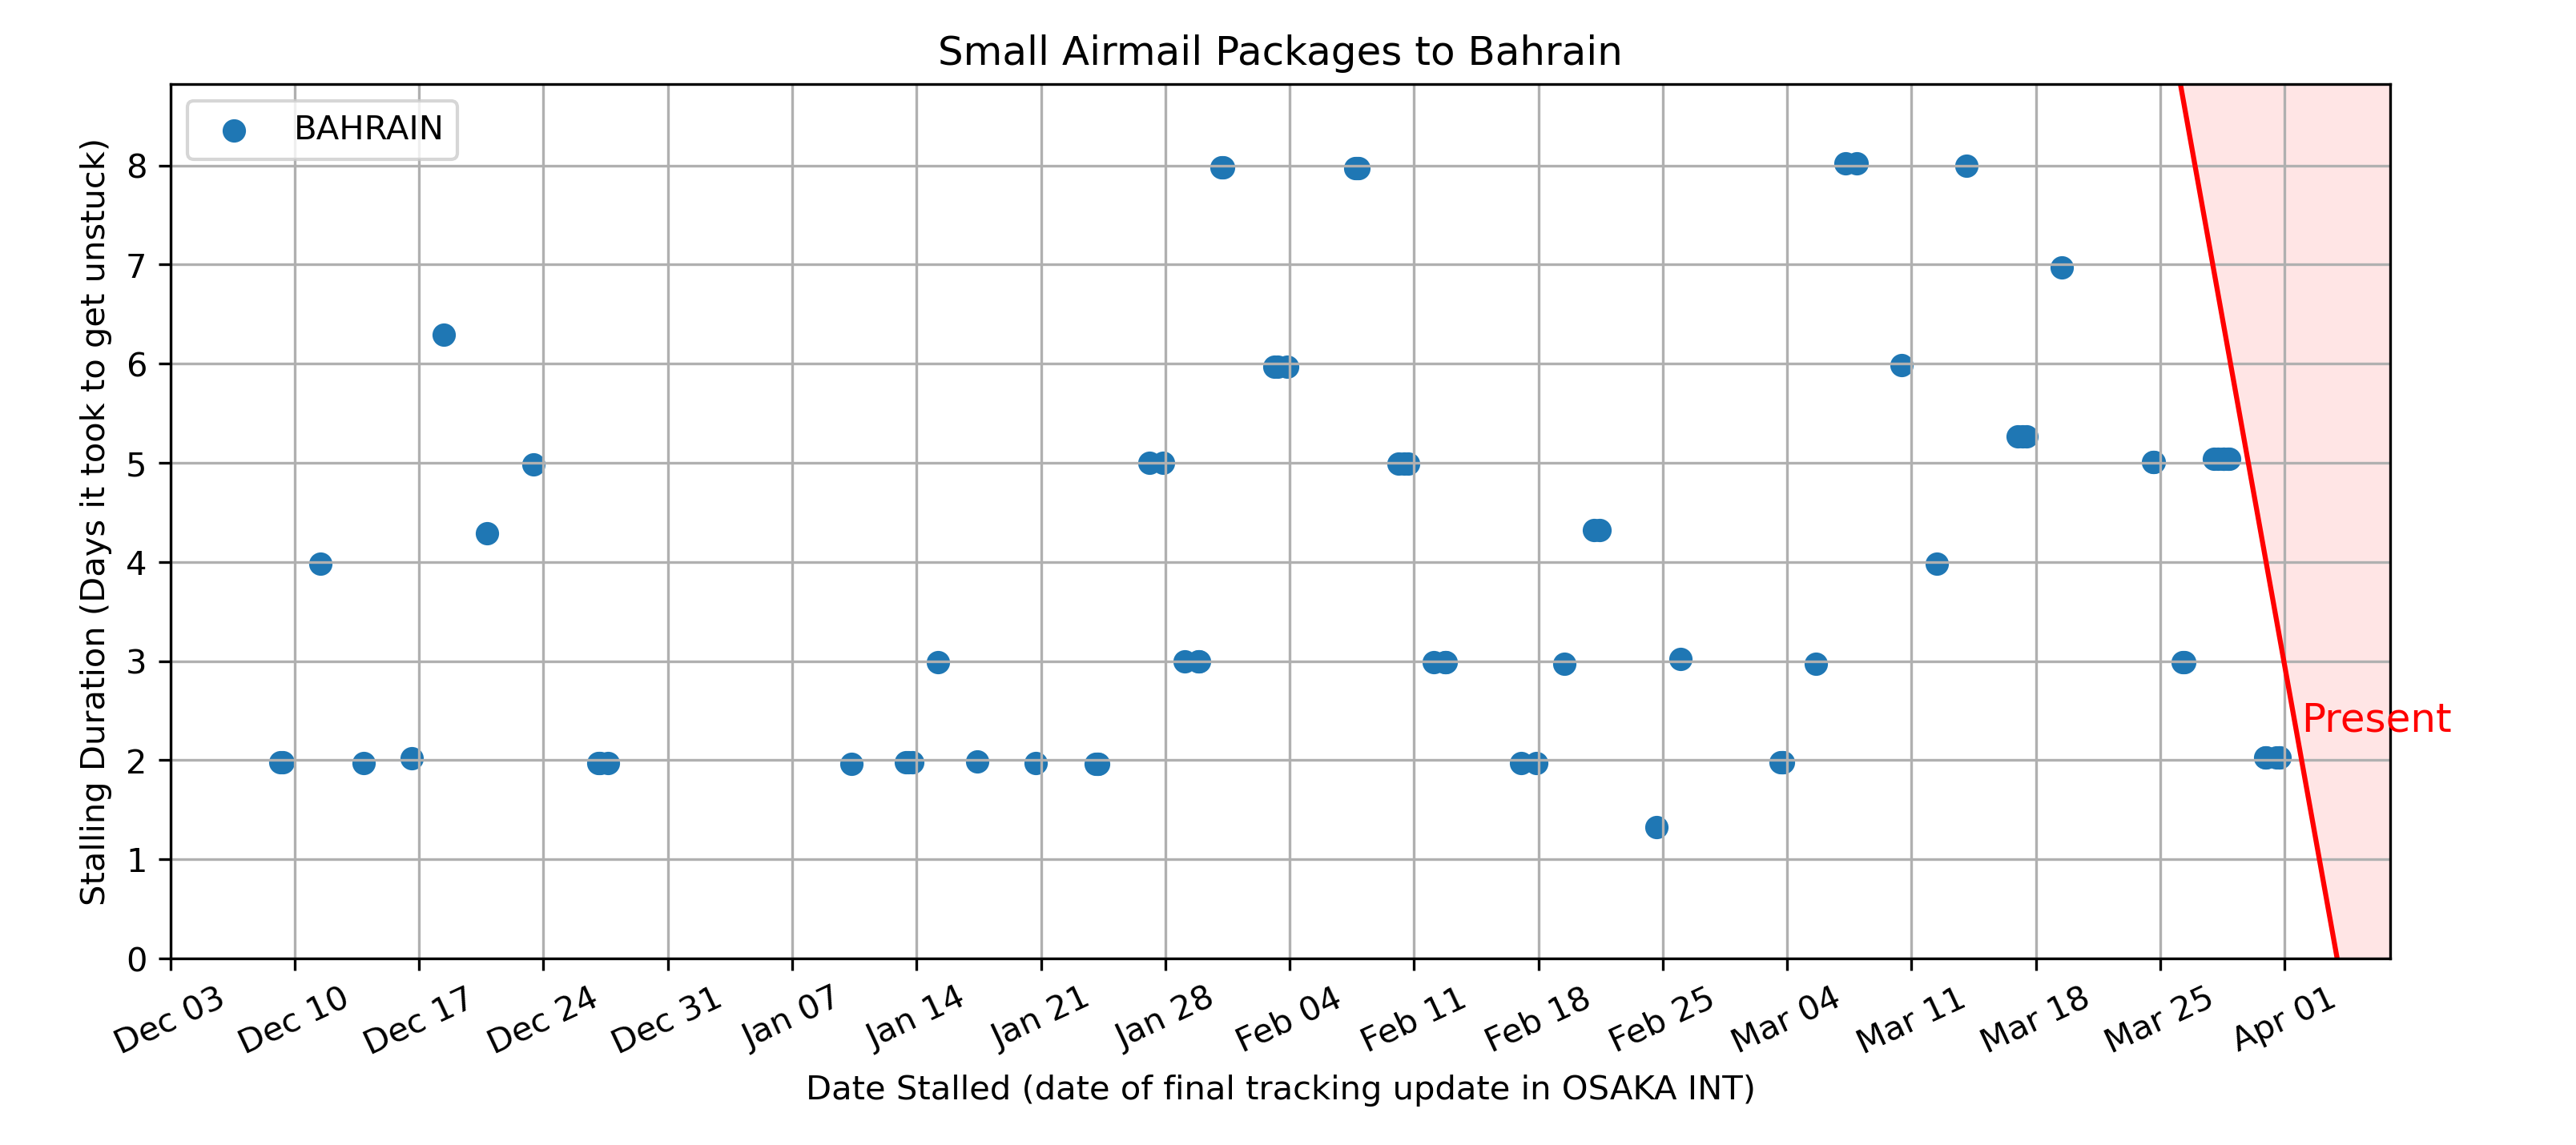 Small Airmail Packages to Bahrain
BAHRAIN
Stalling Duration (Days it took to get unstuck)
8
7
6
5
4
3
2
1
0
Present
Dec 03 Dec 10 Dec 17 Dec 24 Dec 31 Jan 07 Jan 14 Jan 21 Jan 28 Feb 04 Feb 11 Feb 18 Feb 25 Mar 04 Mar 11 Mar 18 Mar 25 Apr 01
Date Stalled (date of final tracking update in OSAKA INT)